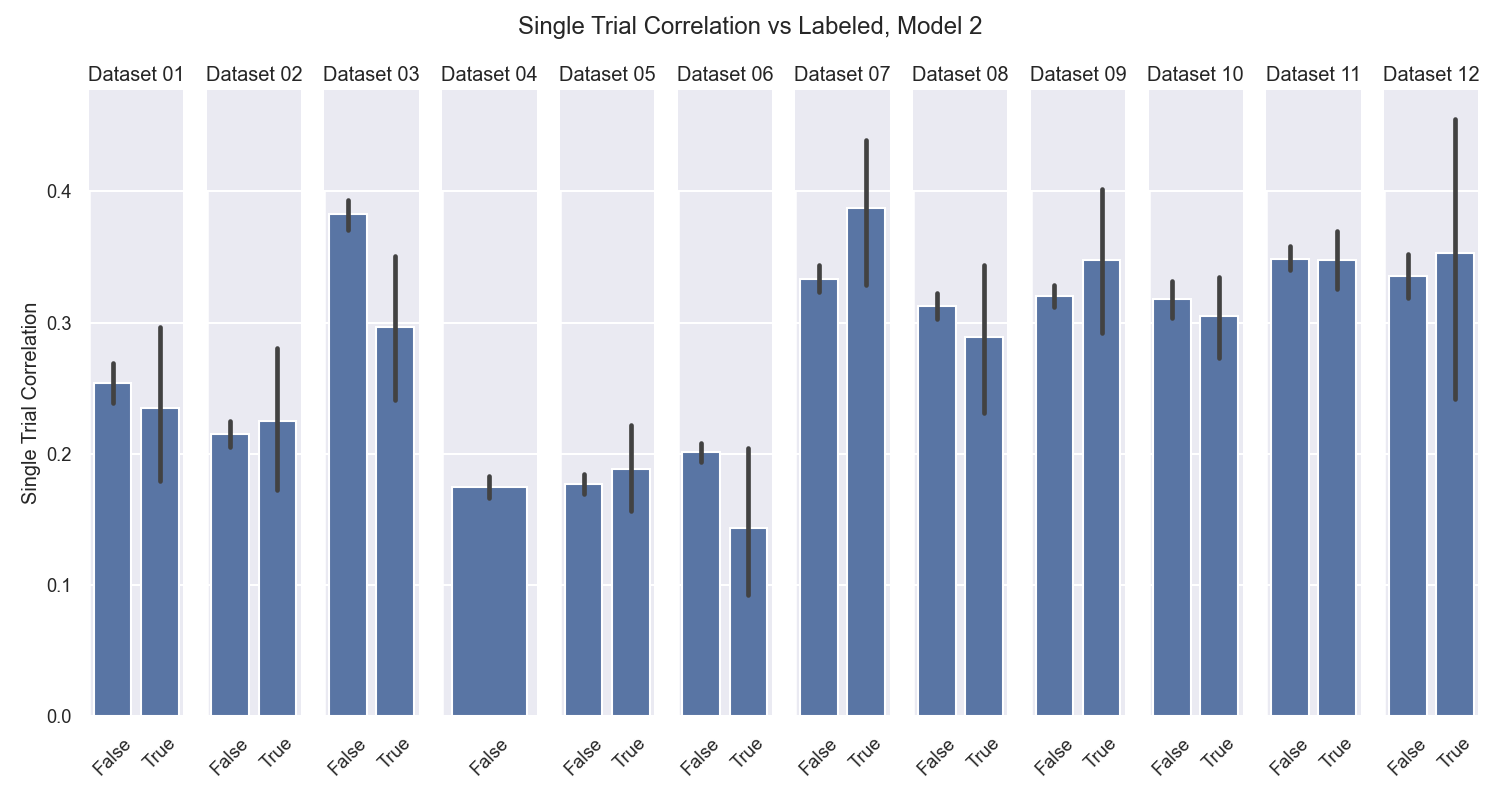 Single Trial Correlation vs Labeled, Model 2
Dataset 01 Dataset 02 Dataset 03 Dataset 04 Dataset 05 Dataset 06 Dataset 07 Dataset 08 Dataset 09 Dataset 10 Dataset 11 Dataset 12
0.4
0.3
0.2
0.1
0.0
Single Trial Correlation
False True False True False True False False True False True False True False True False True False True False True False True